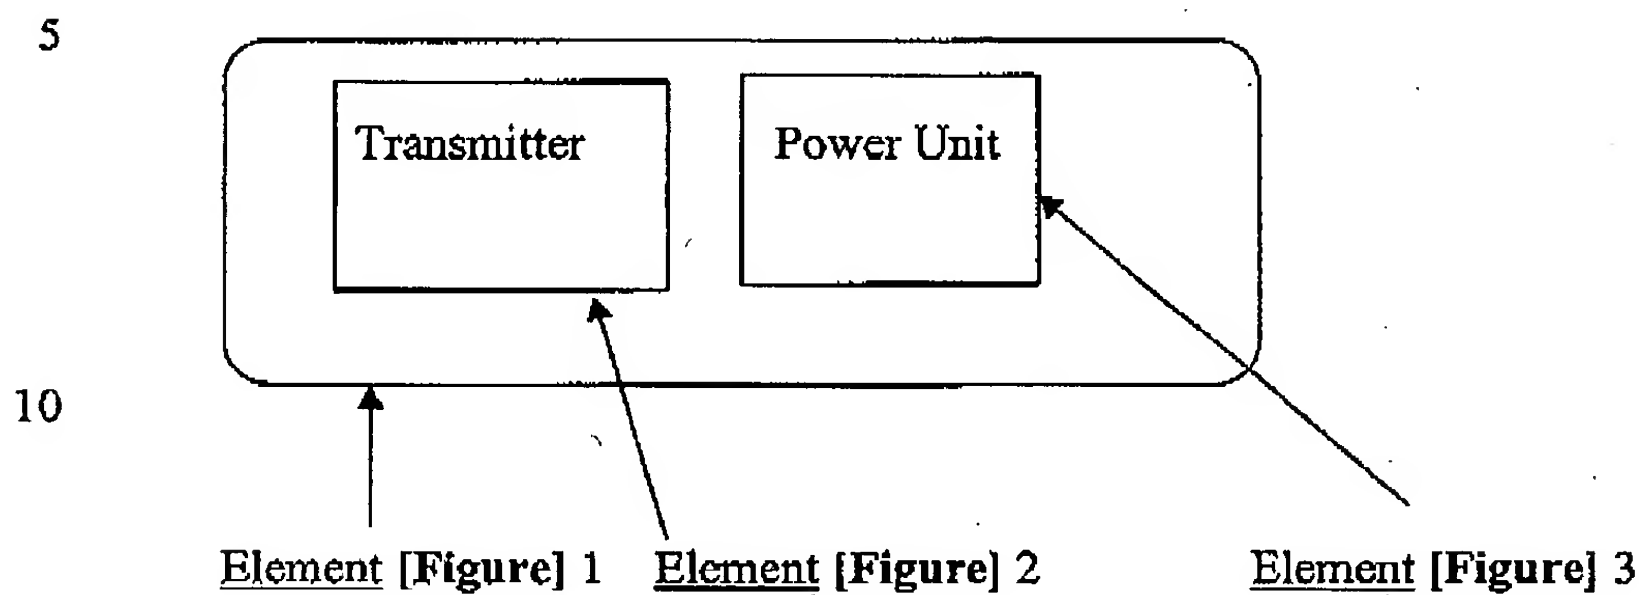 5
Transmitter Power Unit
10
Element [Figure] 1 Element [Figure] 2 Element [Figure] 3